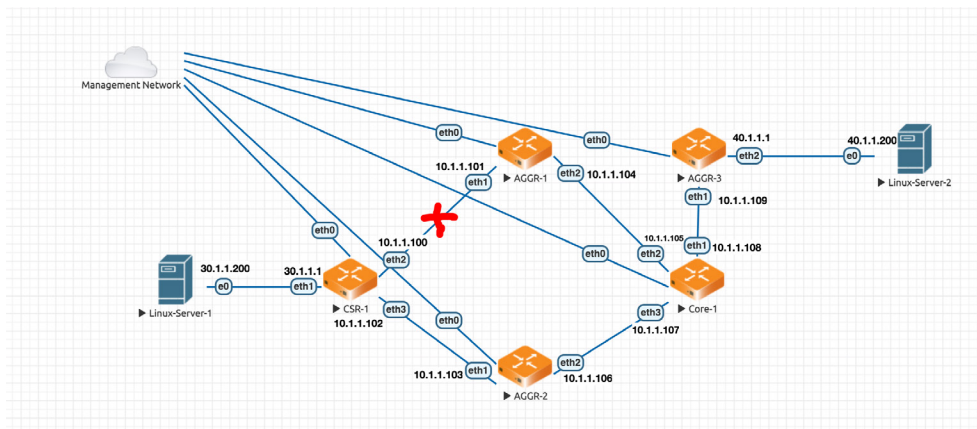 Management Network
eth0
eth0
AGGR-1
10.1.1.101
eth1
eth2
10.1.1.104
AGGR-3
40.1.1.1
eth2
40.1.1.200
e0
Linux-Server-2
eth1
10.1.1.109
10.1.1.105
eth1
10.1.1.108
eth2
eth0
Core-1
eth3
10.1.1.107
eth0
10.1.1.100
eth2
30.1.1.200
e0
Linux-Server-1
30.1.1.1
eth1
CSR-1
10.1.1.102
eth3
eth0
10.1.1.103
eth1
AGGR-2
eth2
10.1.1.106